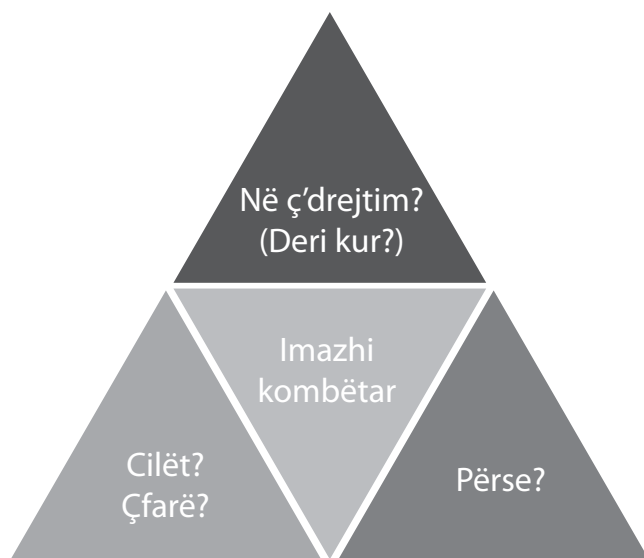 Në ç’drejtim?
(Deri kur?)
Imazhi
kombëtar
Cilët?
Çfarë?
Përse?